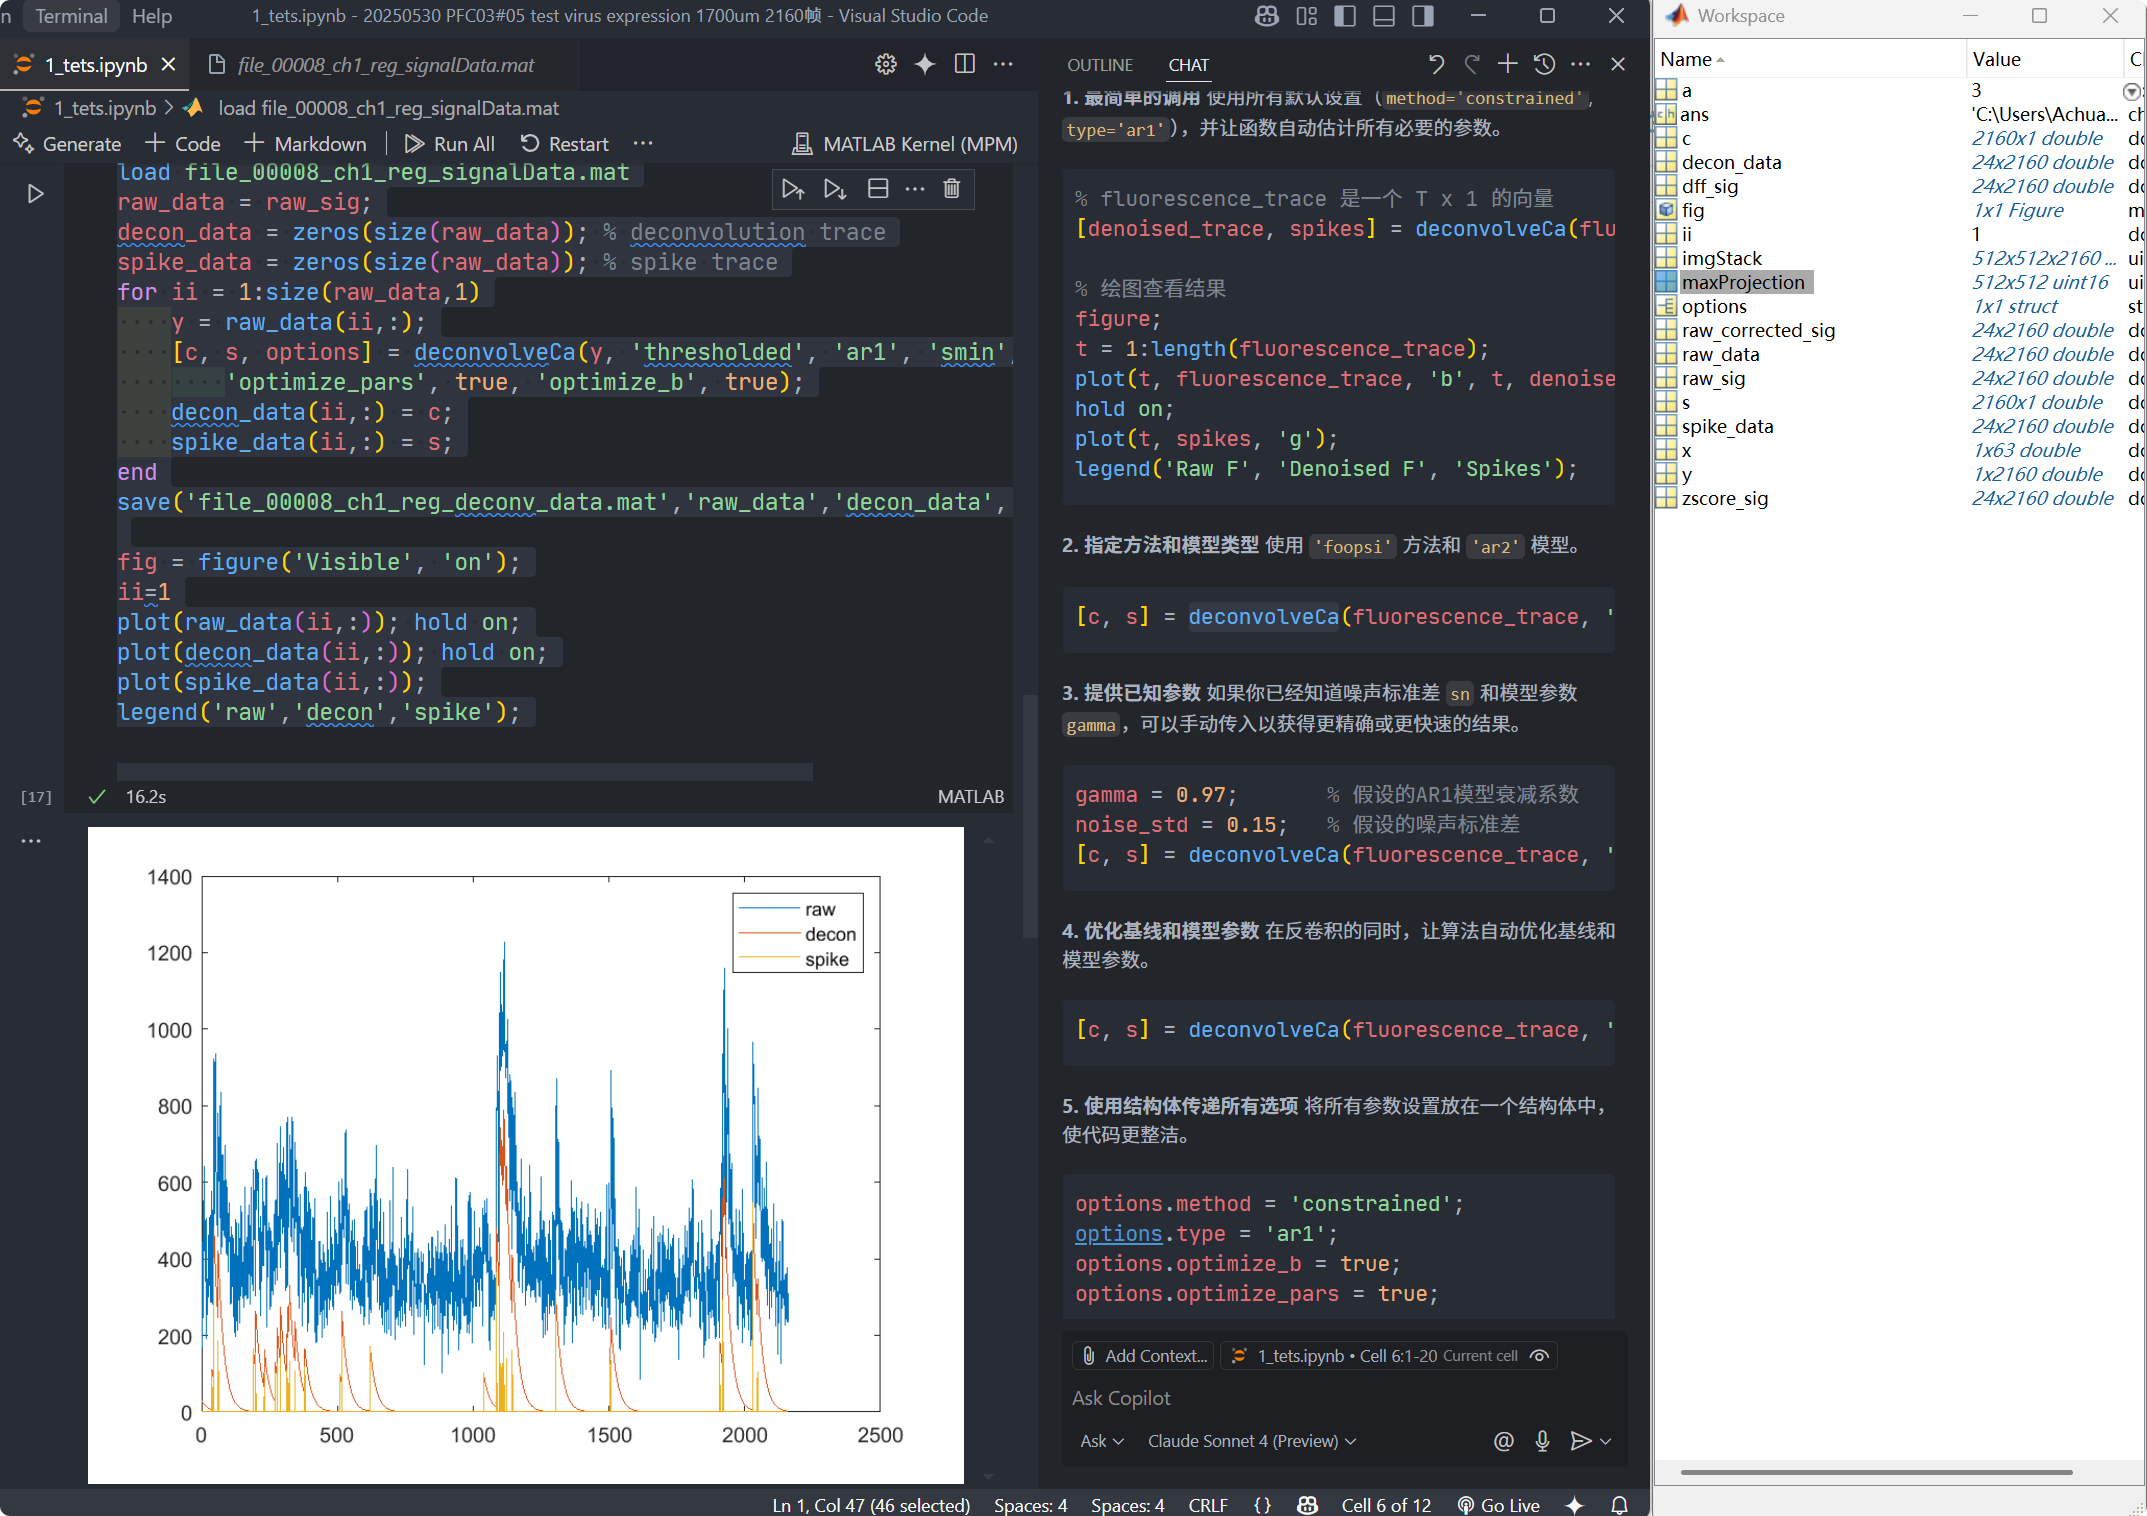 n
Terminal
Help
1_tets.ipynb - 20250530 PFC03#05 test virus expression 1700um 2160帧 - Visual Studio Code
1_tets.ipynb
file_00008_ch1_reg_signalData.mat
1_tets.ipynb > load file_00008_ch1_reg_signalData.mat
Generate
Code
Markdown
Run All
Restart
MATLAB Kernel (MPM)
load file_00008_ch1_reg_signalData.mat
raw_data = raw_sig;
decon_data = zeros(size(raw_data)); % deconvolution trace
spike_data = zeros(size(raw_data)); % spike trace
for ii = 1:size(raw_data,1)
y = raw_data(ii,:);
[c, s, options] = deconvolveCa(y, 'thresholded', 'ar1', 'smin',
'optimize_pars', true, 'optimize_b', true);
decon_data(ii,:) = c;
spike_data(ii,:) = s;
end
save('file_00008_ch1_reg_deconv_data.mat','raw_data','decon_data',
fig = figure('Visible', 'on');
ii=1
plot(raw_data(ii,:)); hold on;
plot(decon_data(ii,:)); hold on;
plot(spike_data(ii,:));
legend('raw','decon','spike');
[17]
16.2s
MATLAB
1400
1200
1000
800
600
400
200
0
0
500
1000
1500
2000
2500
raw
decon
spike
OUTLINE
CHAT
1. 最简单的调用 使用所有默认设置（method='constrained',
type='ar1'），并让函数自动估计所有必要的参数。
% fluorescence_trace 是一个 T x 1 的向量
[denoised_trace, spikes] = deconvolveCa(flu
% 绘图查看结果
figure;
t = 1:length(fluorescence_trace);
plot(t, fluorescence_trace, 'b', t, denoise
hold on;
plot(t, spikes, 'g');
legend('Raw F', 'Denoised F', 'Spikes');
2. 指定方法和模型类型 使用 'foopsi' 方法和 'ar2' 模型。
[c, s] = deconvolveCa(fluorescence_trace, '
3. 提供已知参数 如果你已经知道噪声标准差 sn 和模型参数
gamma，可以手动传入以获得更精确或更快速的结果。
gamma = 0.97; % 假设的AR1模型衰减系数
noise_std = 0.15; % 假设的噪声标准差
[c, s] = deconvolveCa(fluorescence_trace, '
4. 优化基线和模型参数 在反卷积的同时，让算法自动优化基线和
模型参数。
[c, s] = deconvolveCa(fluorescence_trace, '
5. 使用结构体传递所有选项 将所有参数设置放在一个结构体中，
使代码更整洁。
options.method = 'constrained';
options.type = 'ar1';
options.optimize_b = true;
options.optimize_pars = true;
Add Context...
1_tets.ipynb • Cell 6:1-20 Current cell
Ask Copilot
Ask
Claude Sonnet 4 (Preview)
Ln 1, Col 47 (46 selected)
Spaces: 4
Spaces: 4
CRLF
{}
Cell 6 of 12
Go Live
Workspace
Name
Value
Cl
a 3
ans 'C:\Users\Achua... ch
c 2160x1 double dc
decon_data 24x2160 double dc
dff_sig 24x2160 double dc
fig 1x1 Figure m
ii 1 dc
imgStack 512x512x2160 ... ui
maxProjection 512x512 uint16 ui
options 1x1 struct st
raw_corrected_sig 24x2160 double dc
raw_data 24x2160 double dc
raw_sig 24x2160 double dc
s 2160x1 double dc
spike_data 24x2160 double dc
x 1x63 double dc
y 1x2160 double dc
zscore_sig 24x2160 double dc